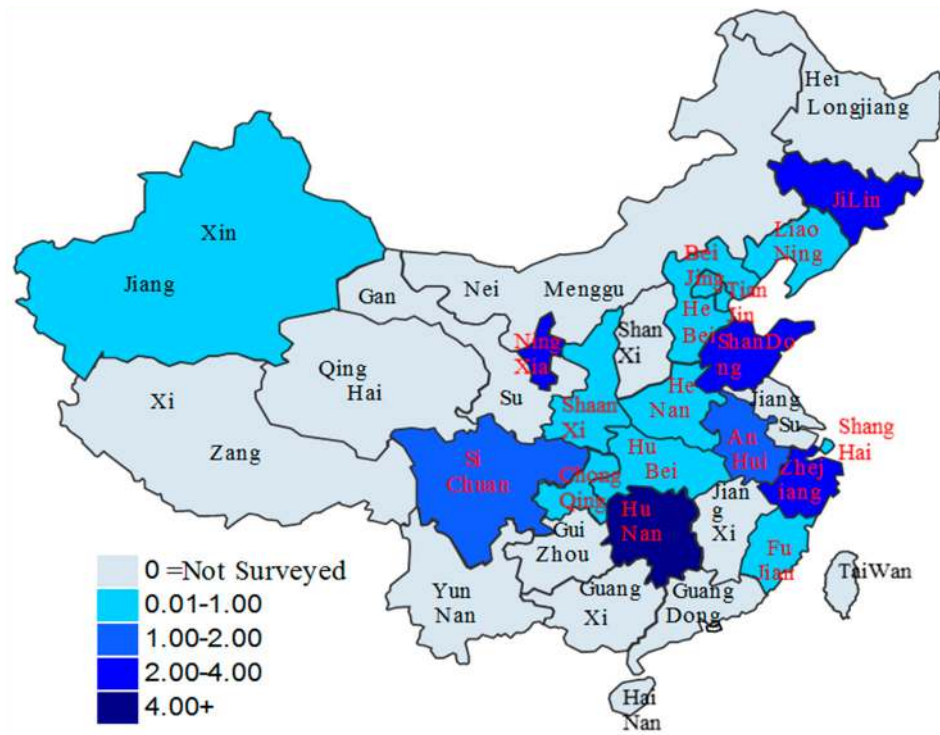 Hei
Longjiang
JiLin
Liao
Ning
Xin
Jiang
Bei
Jing
Tian
Jin
Gan
Nei
Menggu
He
Bei
Shan
Xi
Ning
Xia
ShanDo
ng
Qing
Hai
Su
He
Nan
Jiang
Su
Xi
Zang
Shaan
Xi
Shang
Hai
An
Hui
Si
Chuan
Hu
Bei
Chong
Qing
Zhej
iang
Jian
g
Xi
Hu
Nan
Gui
Zhou
Fu
Jian
TaiWan
Yun
Nan
Guang
Xi
Guang
Dong
Hai
Nan
0 =Not Surveyed
0.01-1.00
1.00-2.00
2.00-4.00
4.00+